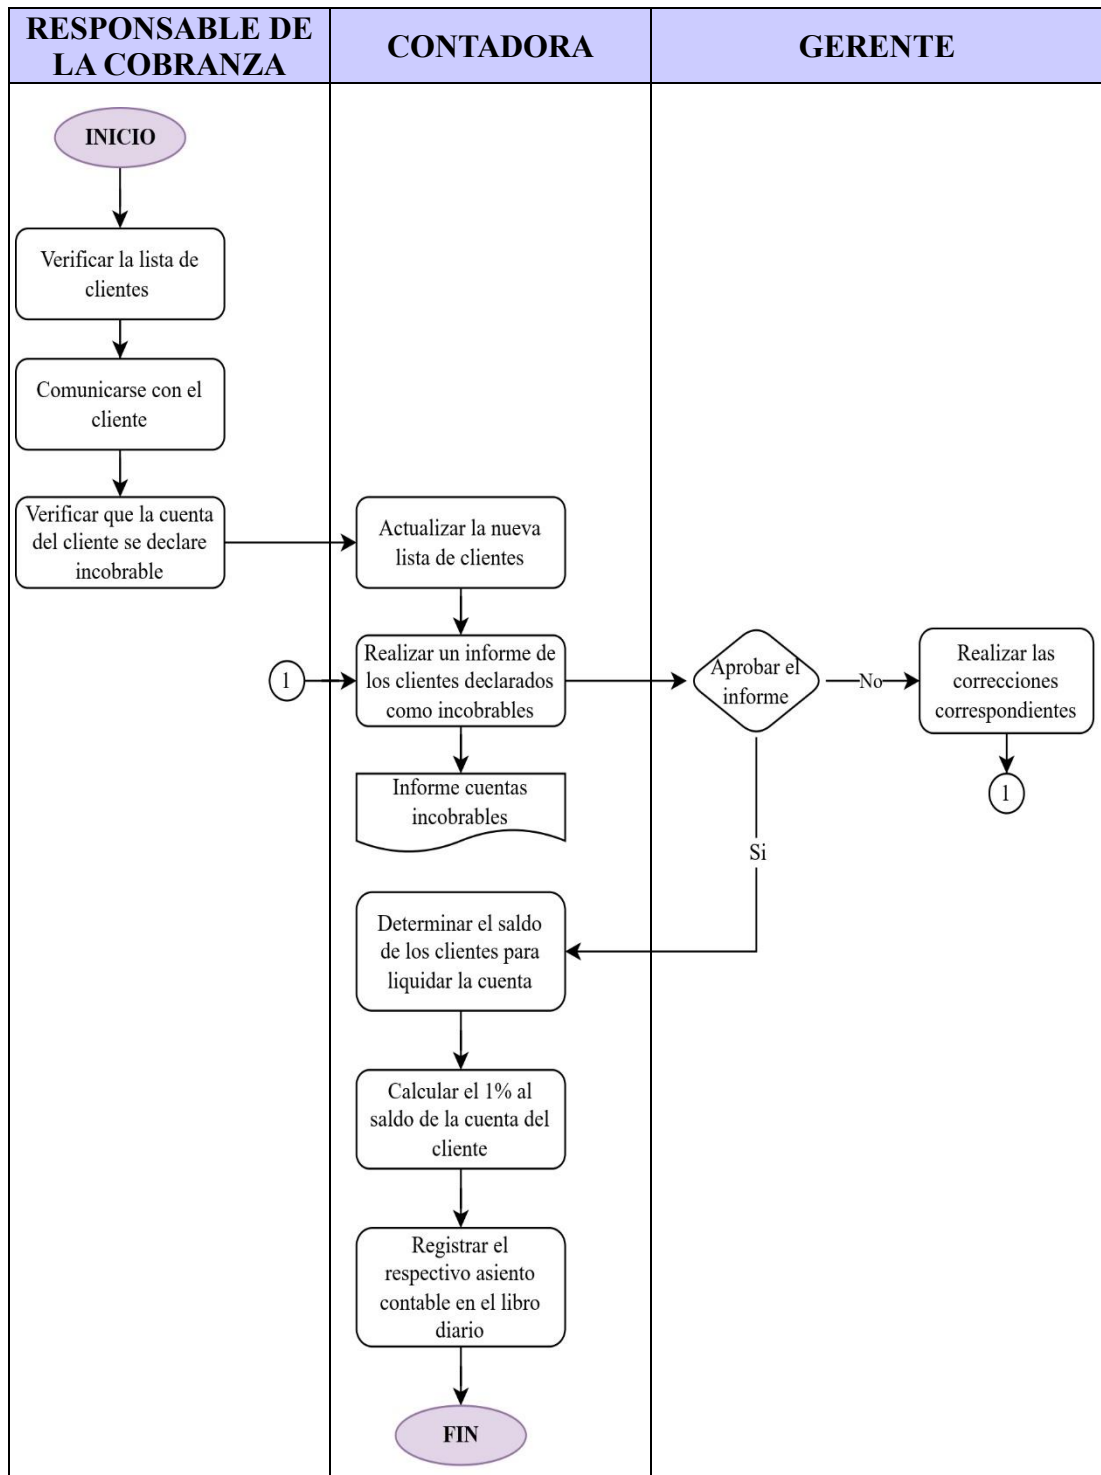 RESPONSABLE DE
LA COBRANZA
CONTADORA
GERENTE
INICIO
Verificar la lista de
clientes
Comunicarse con el
cliente
Verificar que la cuenta
del cliente se declare
incobrable
Actualizar la nueva
lista de clientes
1
Realizar un informe de
los clientes declarados
como incobrables
Aprobar el
informe
No
Realizar las
correcciones
correspondientes
1
Informe cuentas
incobrables
Si
Determinar el saldo
de los clientes para
liquidar la cuenta
Calcular el 1% al
saldo de la cuenta del
cliente
Registrar el
respectivo asiento
contable en el libro
diario
FIN